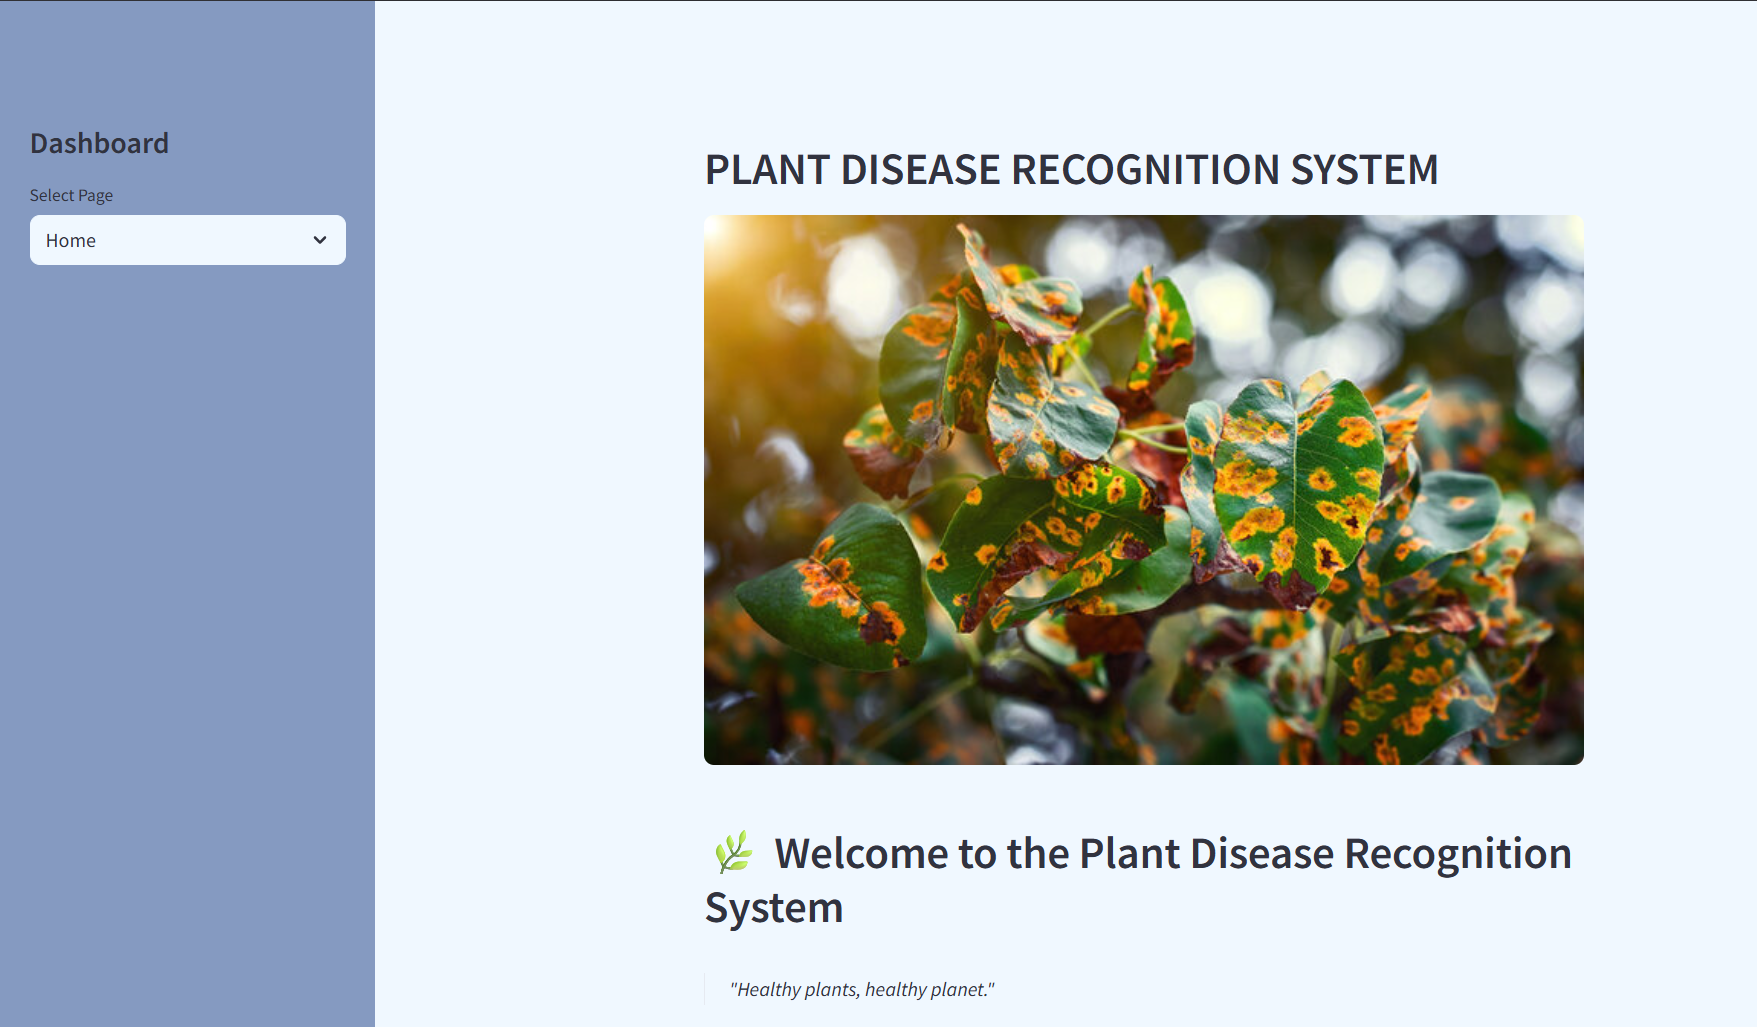 Dashboard
Select Page
Home
PLANT DISEASE RECOGNITION SYSTEM
🌿 Welcome to the Plant Disease Recognition
System
"Healthy plants, healthy planet."